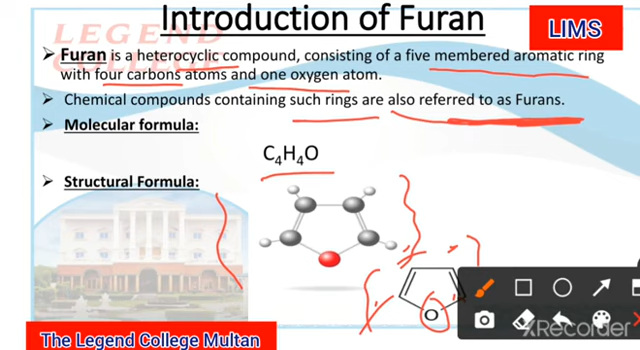 Introduction of Furan
LIMS
LEGEND
➢ Furan is a heterocyclic compound, consisting of a five membered aromatic ring
with four carbons atoms and one oxygen atom.
➢ Chemical compounds containing such rings are also referred to as Furans.
➢ Molecular formula:
C₄H₄O
➢ Structural Formula:
O
XRecorder
The Legend College Multan